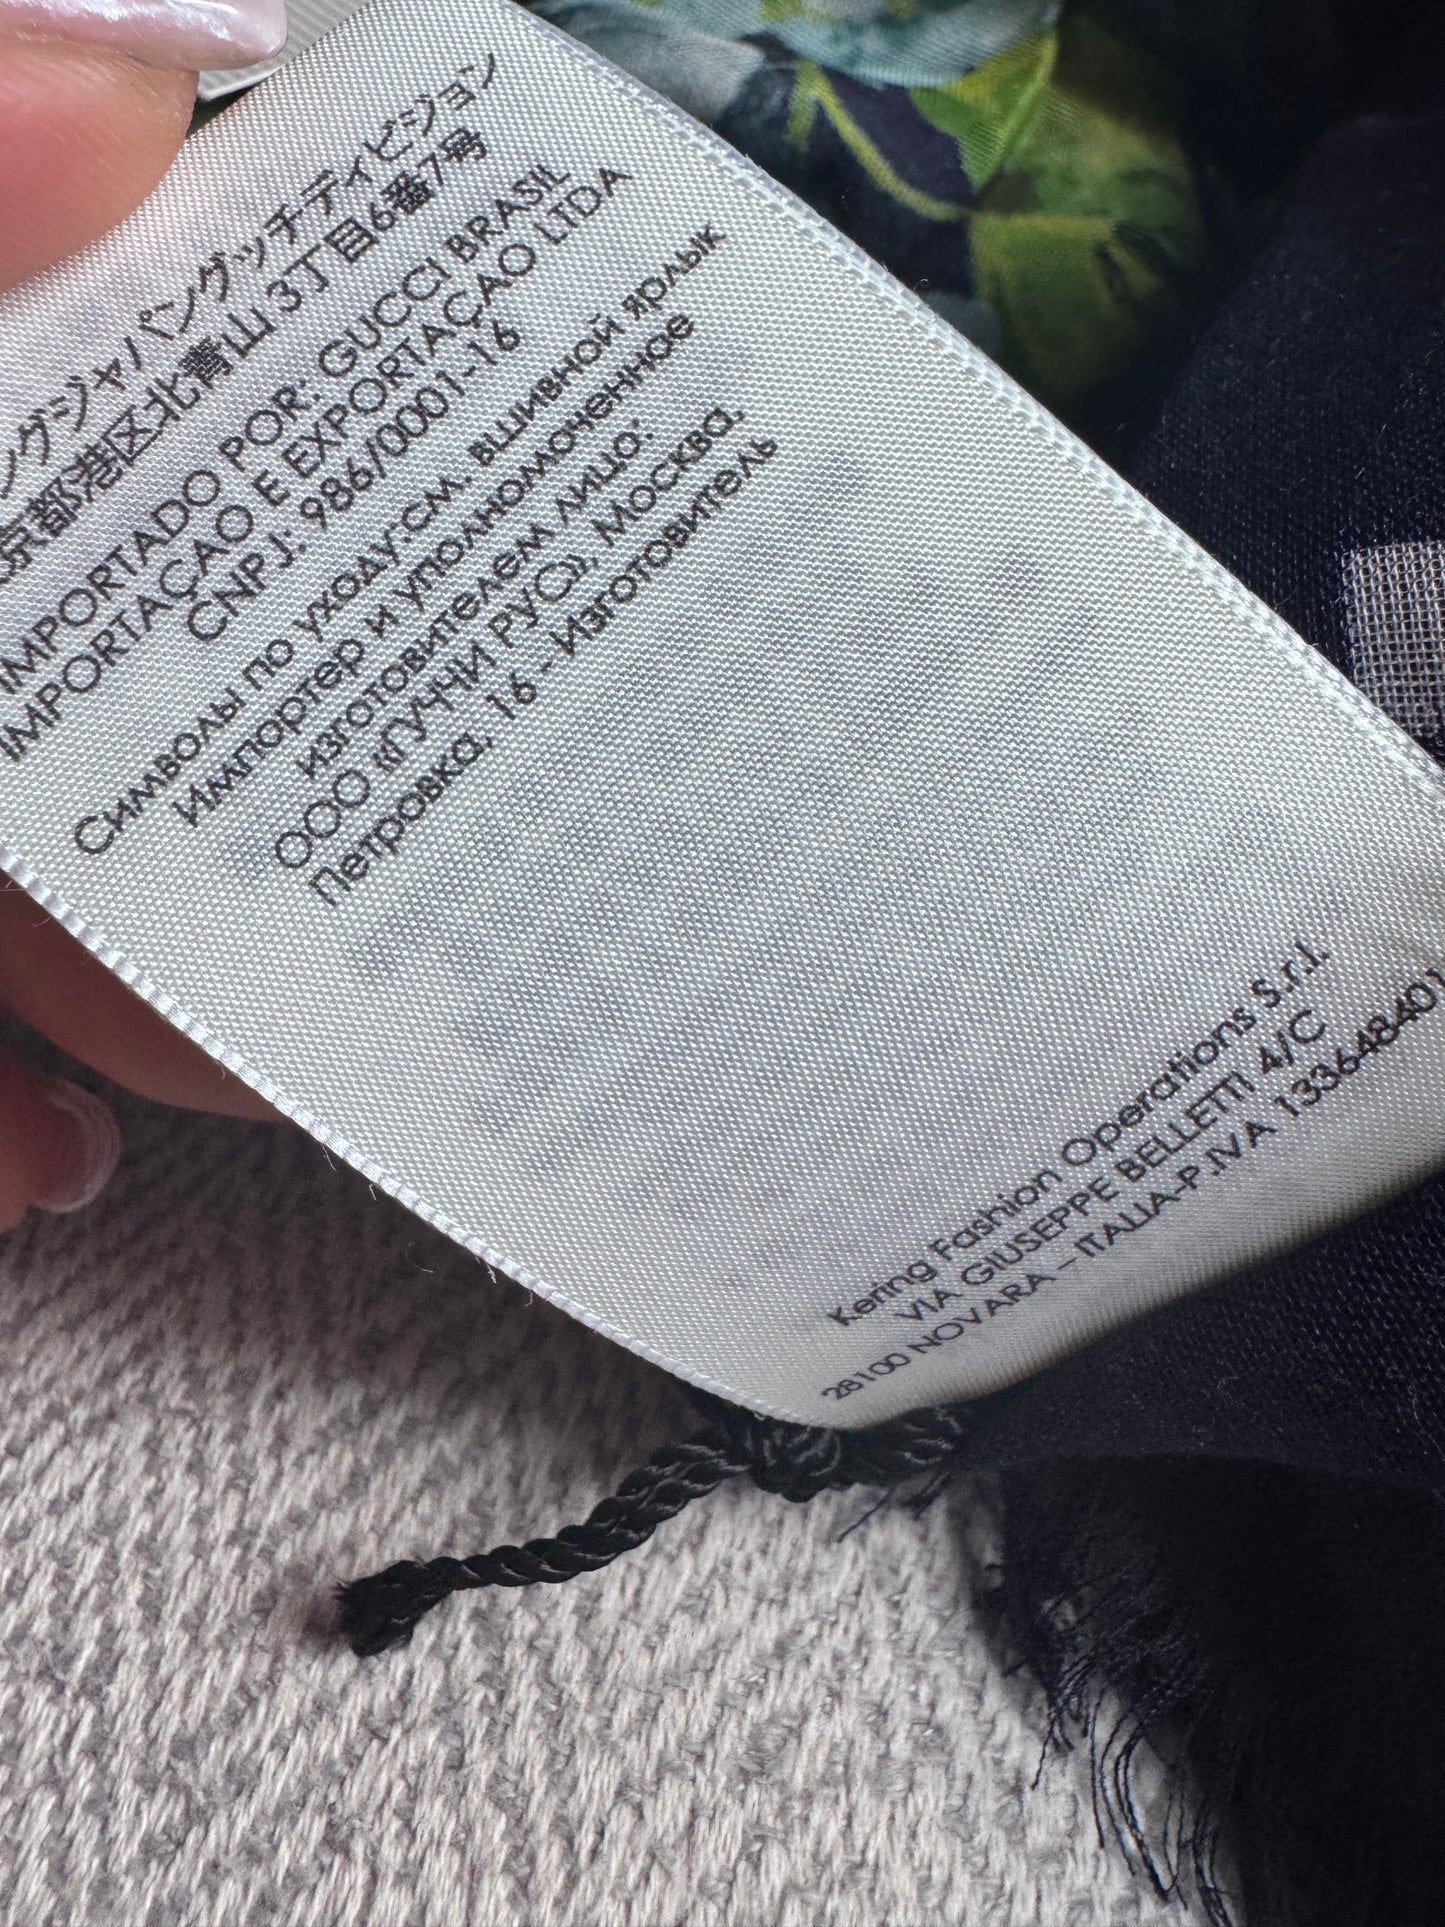 ングジャパングッチディビジョン
京都港区北青山3丁目6番7号
IMPORTADO POR: GUCCI BRASIL
IMPORTAÇAO E EXPORTAÇAO LTDA
CNPJ: 986/0001-16
Символы по уходу:см. вшивной ярлык
Импортер и уполномоченное
изготовителем лицо:
ООО «ГУЧЧИ РУС», Москва,
Петровка, 16 - Изготовитель
Kering Fashion Operations S.r.l.
VIA GIUSEPPE BELLETTI 4/C
28100 NOVARA – ITALIA-P.IVA 133648401